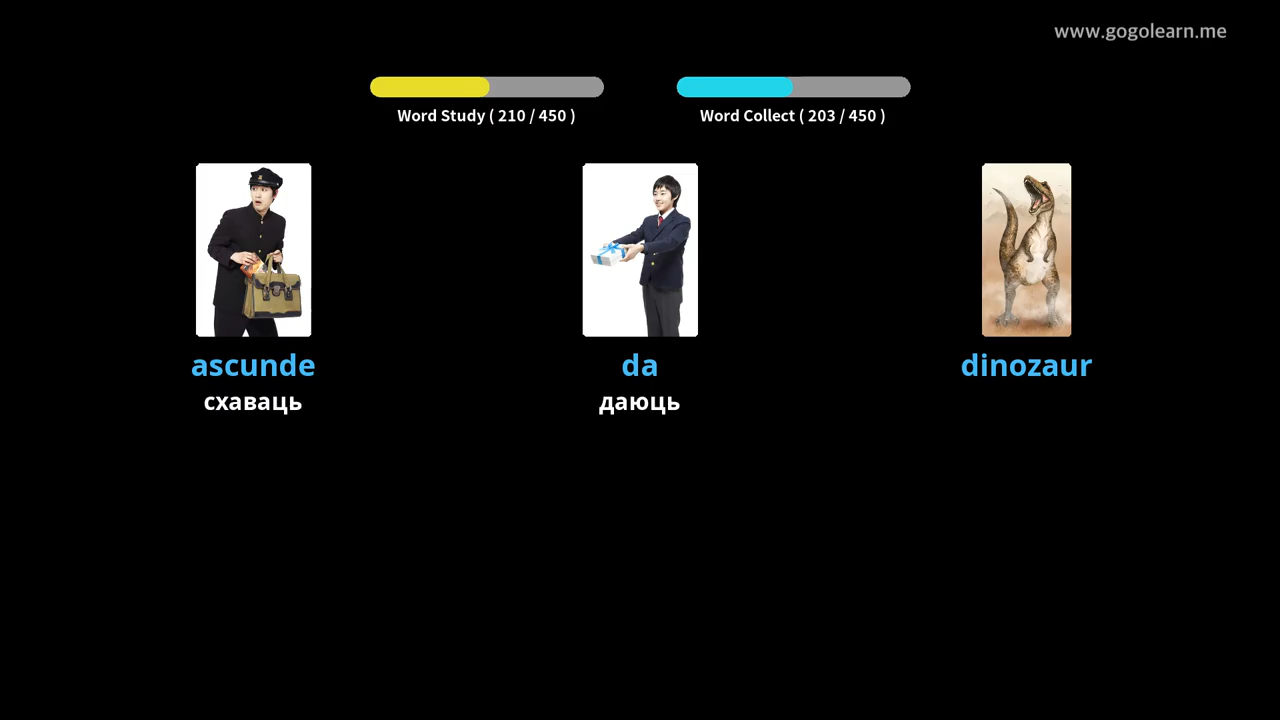 www.gogolearn.me
Word Study ( 210 / 450 )
Word Collect ( 203 / 450 )
ascunde
схаваць
da
даюць
dinozaur